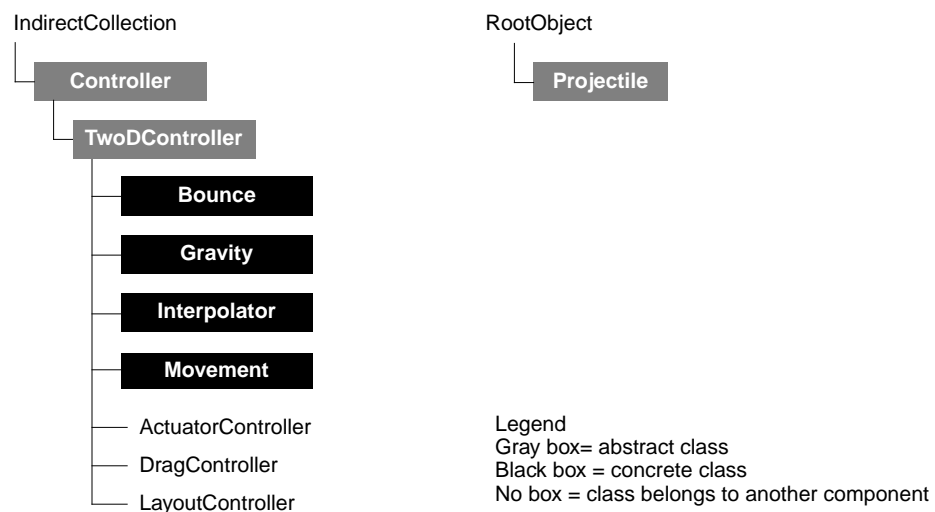 IndirectCollection
Controller
TwoDController
Bounce
Gravity
Interpolator
Movement
ActuatorController
DragController
LayoutController
RootObject
Projectile
Legend
Gray box= abstract class
Black box = concrete class
No box = class belongs to another component